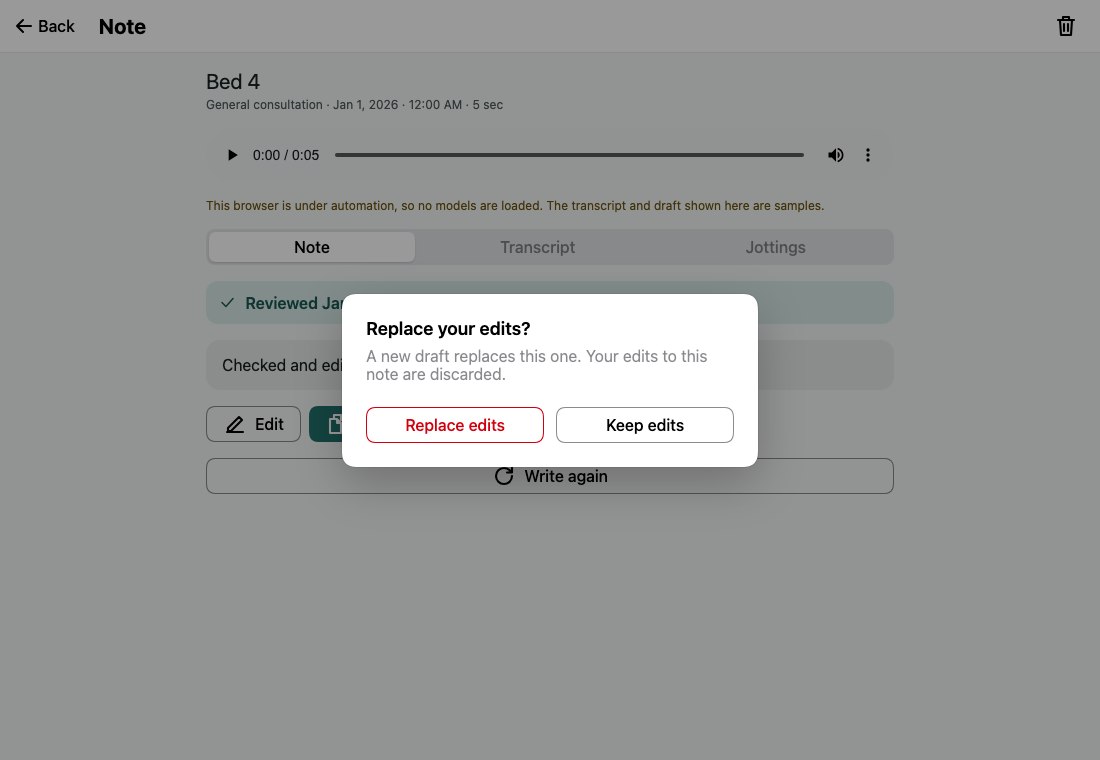 Back
Note
Bed 4
General consultation · Jan 1, 2026 · 12:00 AM · 5 sec
0:00 / 0:05
This browser is under automation, so no models are loaded. The transcript and draft shown here are samples.
Note
Transcript
Jottings
Reviewed
Checked and
Replace your edits?
A new draft replaces this one. Your edits to this
note are discarded.
Replace edits
Keep edits
Edit
Write again